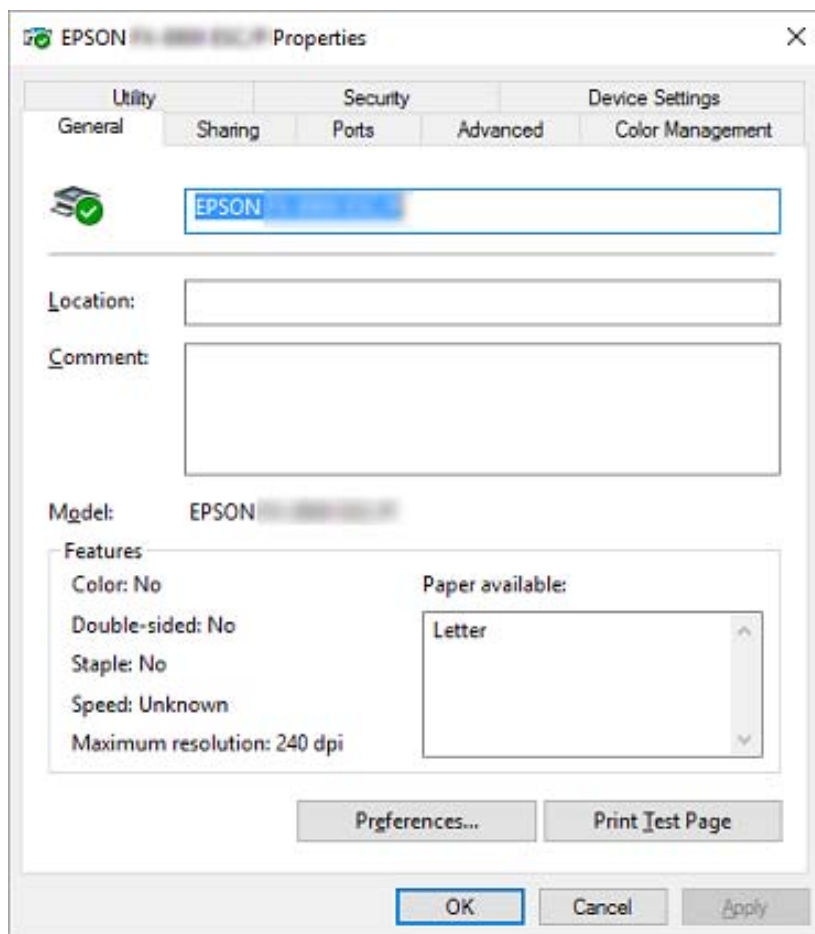 EPSON Properties
Utility Security Device Settings
General Sharing Ports Advanced Color Management
EPSON
Location:
Comment:
Model: EPSON
Features
Color: No
Double-sided: No
Staple: No
Speed: Unknown
Maximum resolution: 240 dpi
Paper available:
Letter
Preferences... Print Test Page
OK Cancel Apply